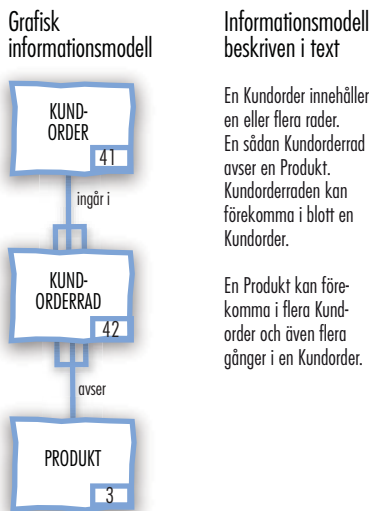 Grafisk
informationsmodell
KUND-
ORDER
41
ingår i
KUND-
ORDERRAD
42
avser
PRODUKT
3
Informationsmodell
beskriven i text
En Kundorder innehåller
en eller flera rader.
En sådan Kundorderrad
avser en Produkt.
Kundorderraden kan
förekomma i blott en
Kundorder.
En Produkt kan före-
komma i flera Kund-
order och även flera
gånger i en Kundorder.